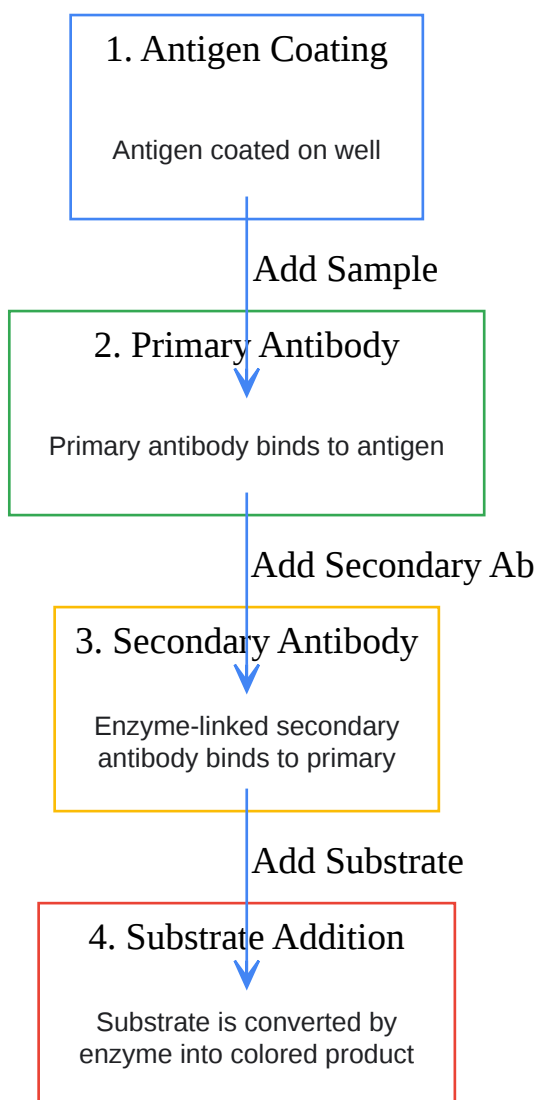 1. Antigen Coating
Antigen coated on well
Add Sample
2. Primary Antibody
Primary antibody binds to antigen
Add Secondary Ab
3. Secondary Antibody
Enzyme-linked secondary
antibody binds to primary
Add Substrate
4. Substrate Addition
Substrate is converted by
enzyme into colored product